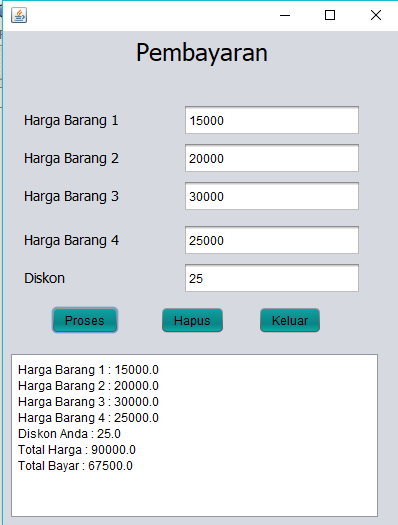 Pembayaran
Harga Barang 1 15000
Harga Barang 2 20000
Harga Barang 3 30000
Harga Barang 4 25000
Diskon 25
Proses Hapus Keluar
Harga Barang 1 : 15000.0
Harga Barang 2 : 20000.0
Harga Barang 3 : 30000.0
Harga Barang 4 : 25000.0
Diskon Anda : 25.0
Total Harga : 90000.0
Total Bayar : 67500.0